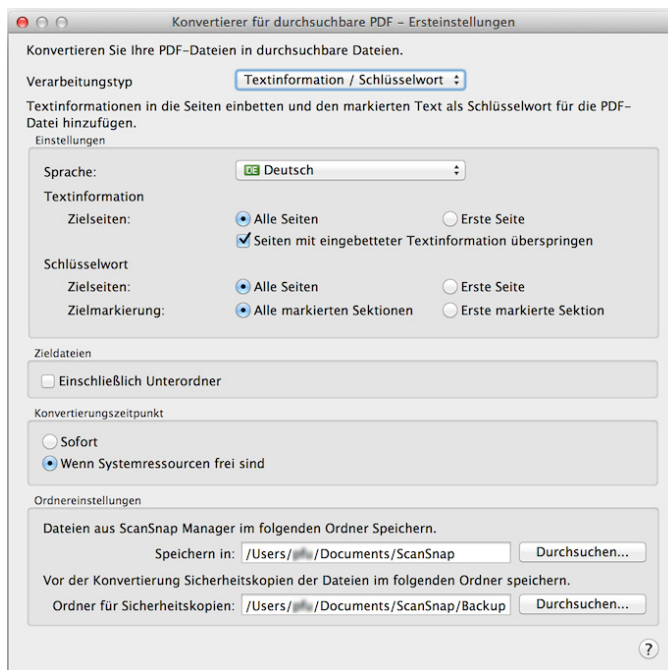 Konvertierer für durchsuchbare PDF – Ersteinstellungen
Konvertieren Sie Ihre PDF-Dateien in durchsuchbare Dateien.
Verarbeitungstyp Textinformation / Schlüsselwort
Textinformationen in die Seiten einbetten und den markierten Text als Schlüsselwort für die PDF-
Datei hinzufügen.
Einstellungen
Sprache: DE Deutsch
Textinformation
Zielseiten: Alle Seiten Erste Seite
Seiten mit eingebetteter Textinformation überspringen
Schlüsselwort
Zielseiten: Alle Seiten Erste Seite
Zielmarkierung: Alle markierten Sektionen Erste markierte Sektion
Zieldateien
Einschließlich Unterordner
Konvertierungszeitpunkt
Sofort
Wenn Systemressourcen frei sind
Ordnereinstellungen
Dateien aus ScanSnap Manager im folgenden Ordner Speichern.
Speichern in: /Users/ /Documents/ScanSnap Durchsuchen...
Vor der Konvertierung Sicherheitskopien der Dateien im folgenden Ordner speichern.
Ordner für Sicherheitskopien: /Users/ /Documents/ScanSnap/Backup Durchsuchen...
?